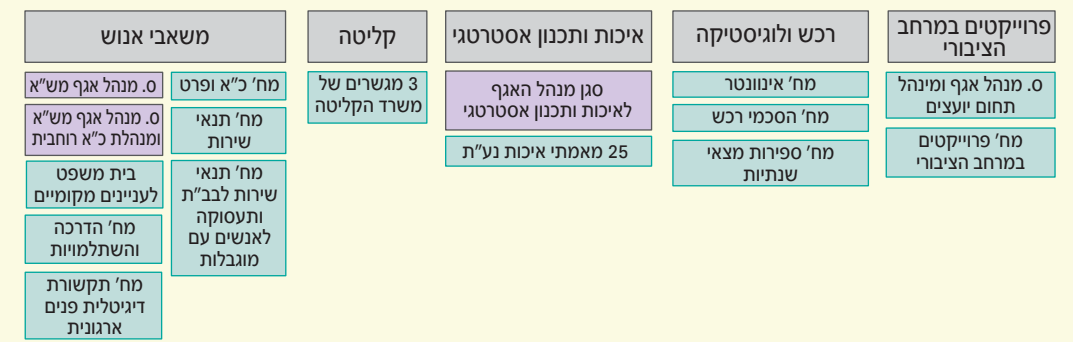 פרוייקטים במרחב
הציבורי
ס. מנהל אגף ומינהל
תחום יועצים
מח' פרוייקטים
במרחב הציבורי
רכש ולוגיסטיקה
מח' אינוונטר
מח' הסכמי רכש
מח' ספירות מצאי
שנתיות
איכות ותכנון אסטרטגי
סגן מנהל האגף
לאיכות ותכנון אסטרטגי
25 מאמתי איכות נע"ת
קליטה
3 מגשרים של
משרד הקליטה
משאבי אנוש
מח' כ"א ופרט
מח' תנאי
שירות
מח' תנאי
שירות לבב"ת
ותעסוקה
לאנשים עם
מוגבלות
ס. מנהל אגף מש"א
ס. מנהל אגף מש"א
ומנהלת כ"א רוחבית
בית משפט
לעניינים מקומיים
מח' הדרכה
והשתלמויות
מח' תקשורת
דיגיטלית פנים
ארגונית